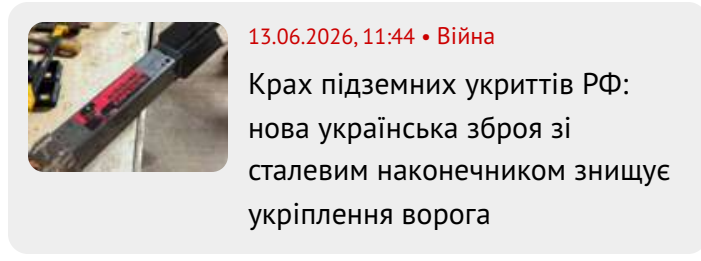 13.06.2026, 11:44 • Війна
Крах підземних укриттів РФ:
нова українська зброя зі
сталевим наконечником знищує
укріплення ворога